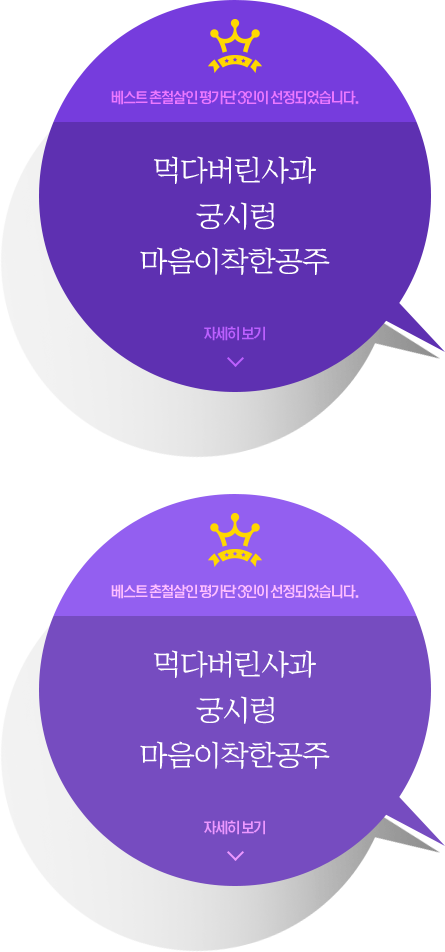 베스트 촌철살인 평가단 3인이 선정되었습니다.
먹다버린사과
궁시렁
마음이착한공주
자세히 보기
베스트 촌철살인 평가단 3인이 선정되었습니다.
먹다버린사과
궁시렁
마음이착한공주
자세히 보기